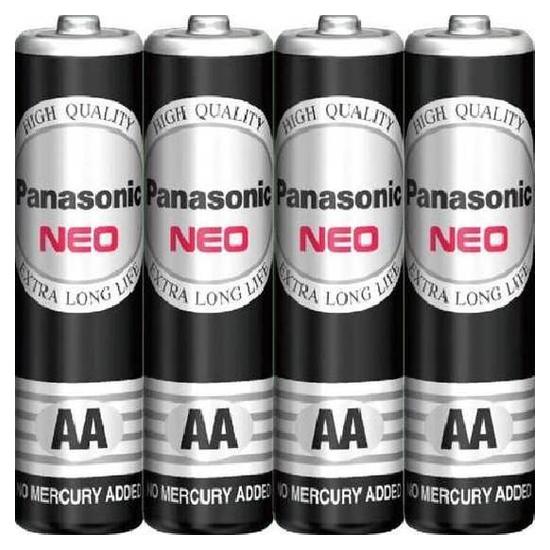 HIGH QUALITY
Panasonic
NEO
EXTRA LONG LIFE
AA
NO MERCURY ADDED
HIGH QUALITY
Panasonic
NEO
EXTRA LONG LIFE
AA
NO MERCURY ADDED
HIGH QUALITY
Panasonic
NEO
EXTRA LONG LIFE
AA
NO MERCURY ADDED
HIGH QUALITY
Panasonic
NEO
EXTRA LONG LIFE
AA
NO MERCURY ADDED